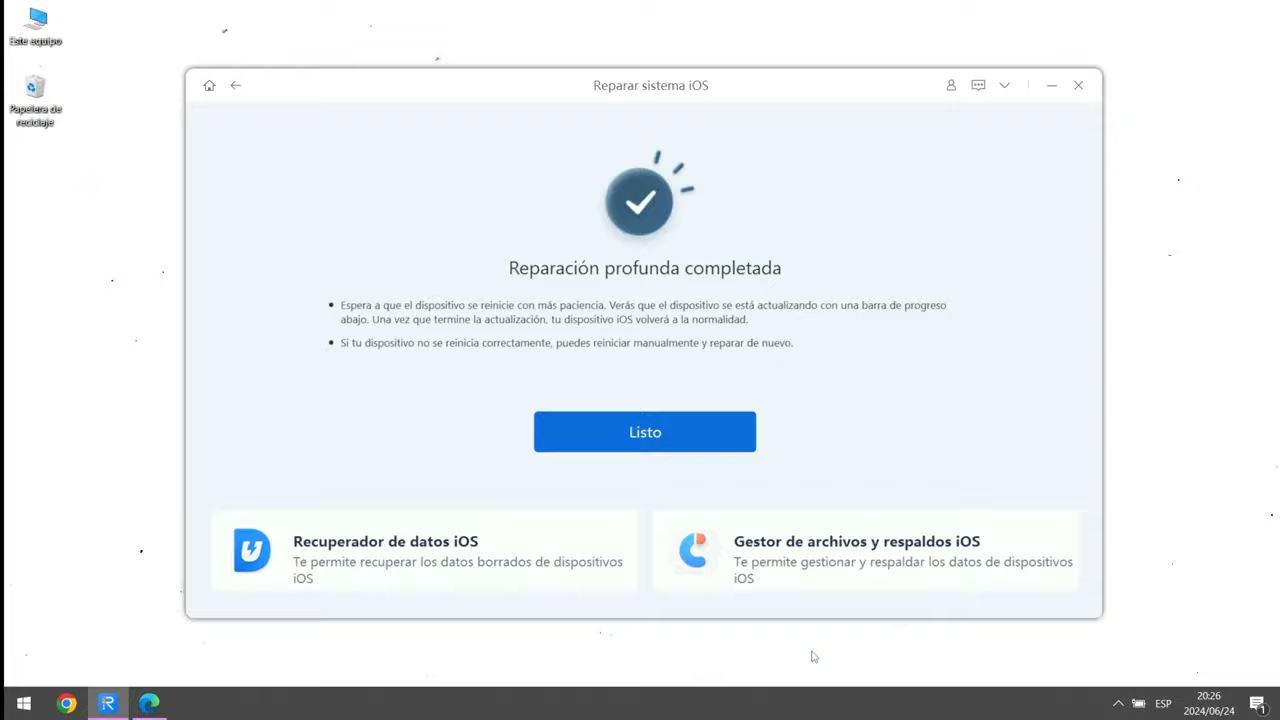 Este equipo
Papelera de
reciclaje
Reparar sistema iOS
Reparación profunda completada
Espera a que el dispositivo se reinicie con más paciencia. Verás que el dispositivo se está actualizando con una barra de progreso
abajo. Una vez que termine la actualización, tu dispositivo iOS volverá a la normalidad.
Si tu dispositivo no se reinicia correctamente, puedes reiniciar manualmente y reparar de nuevo.
Listo
Recuperador de datos iOS
Te permite recuperar los datos borrados de dispositivos
iOS
Gestor de archivos y respaldos iOS
Te permite gestionar y respaldar los datos de dispositivos
iOS
ESP
20:26
2024/06/24
1